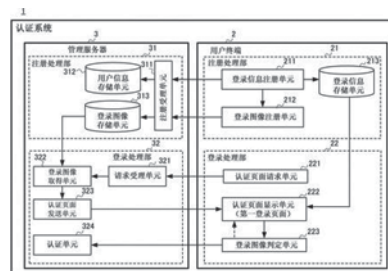 1
认证系统
3
管理服务器
31
注册处理部
311
312
用户信息
存储单元
313
登录图像
存储单元
注册受理单元
32
登录处理部
321
322
登录图像
取得单元
请求受理单元
323
认证页面
发送单元
324
认证单元
2
用户终端
21
注册处理部
211
213
登录信息注册单元
登录信息
存储单元
212
登录图像注册单元
22
登录处理部
221
认证页面请求单元
222
认证页面显示单元
(第一登录页面)
223
登录图像判定单元